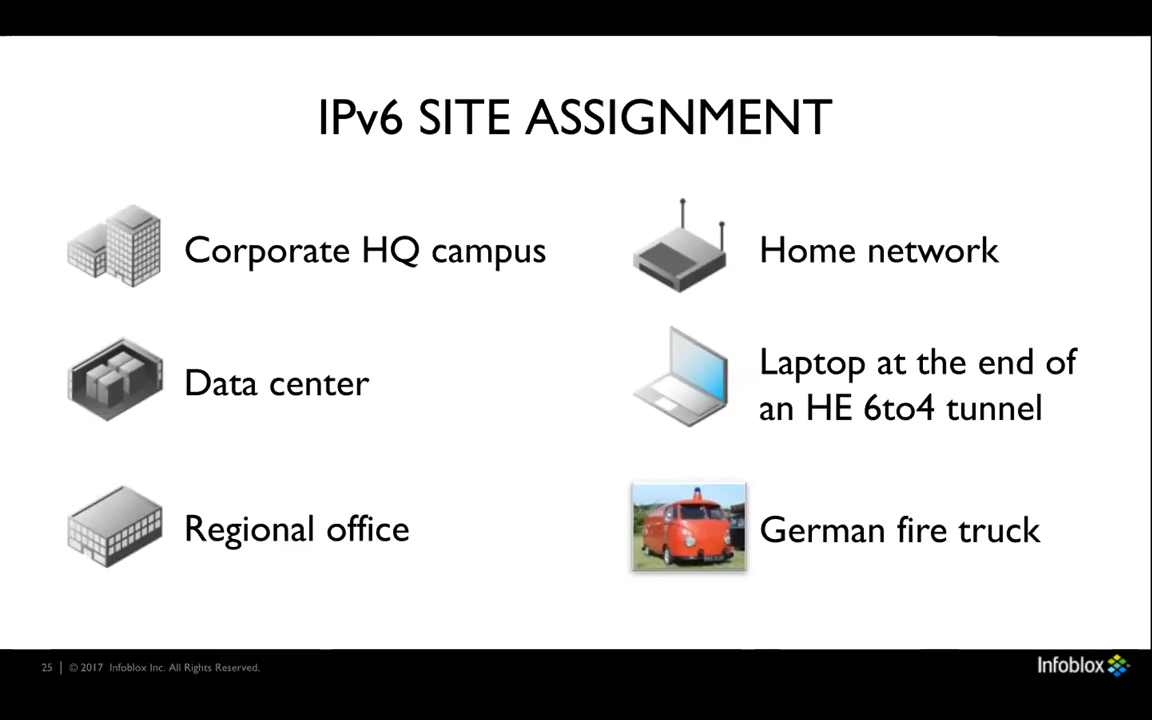 IPv6 SITE ASSIGNMENT
Corporate HQ campus
Data center
Regional office
Home network
Laptop at the end of
an HE 6to4 tunnel
German fire truck
25 | © 2017 Infoblox Inc. All Rights Reserved.
Infoblox